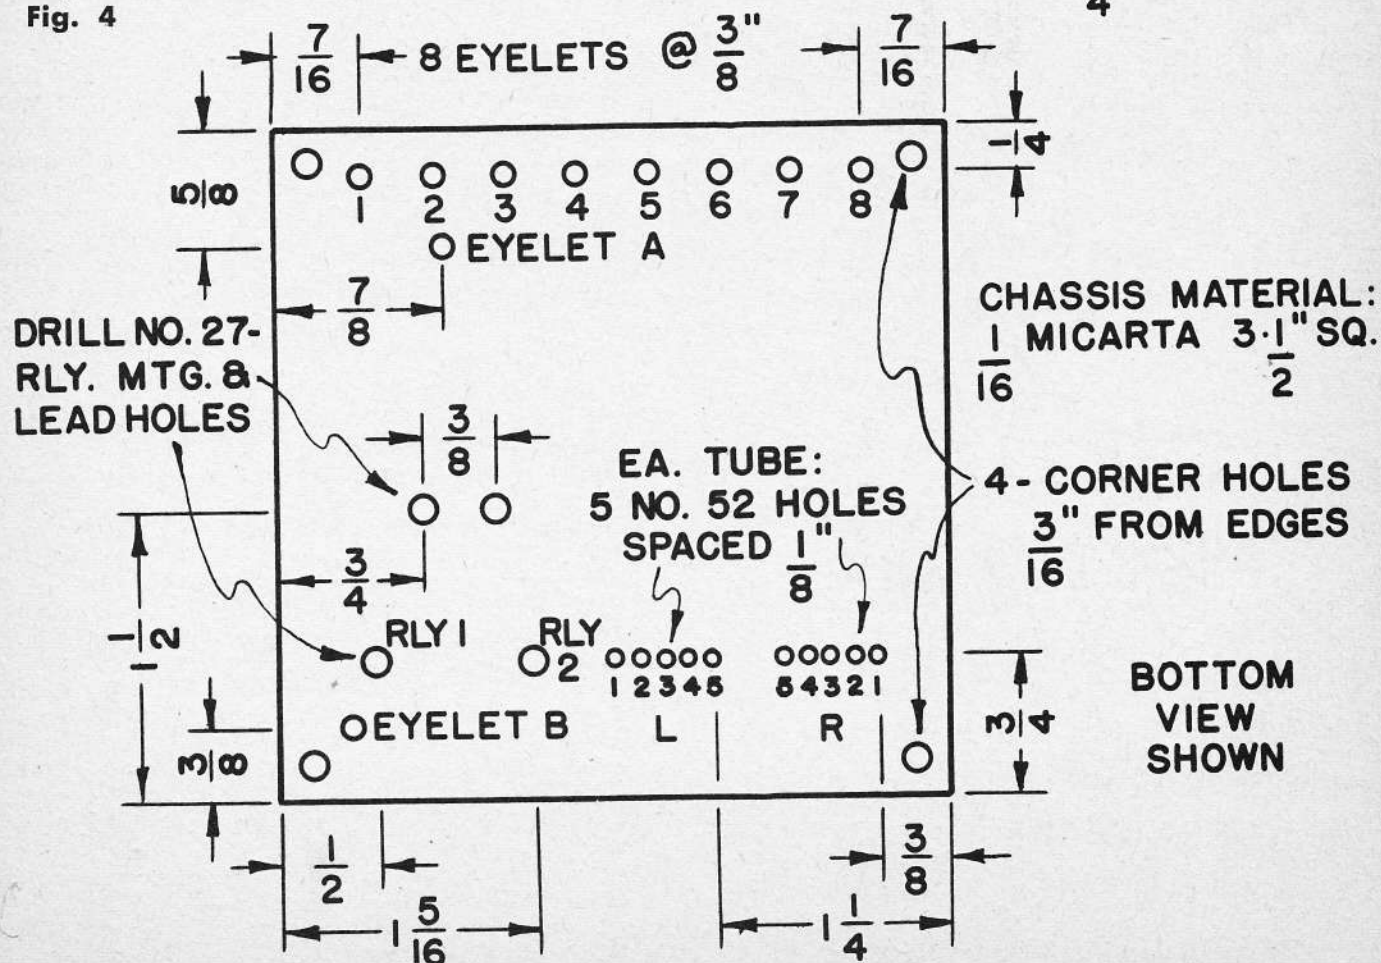 Fig. 4
4
7/16
8 EYELETS @ 3/8"
7/16
1/4
5/8
1 2 3 4 5 6 7 8
EYELET A
7/8
CHASSIS MATERIAL:
1/16 MICARTA 3-1/2" SQ.
DRILL NO. 27-
RLY. MTG. &
LEAD HOLES
3/8
EA. TUBE:
5 NO. 52 HOLES
SPACED 1/8"
4 - CORNER HOLES
3/16" FROM EDGES
3/4
1 1/2
RLY 1
RLY
2
1 2 3 4 5
5 4 3 2 1
L
R
EYELET B
3/8
3/4
BOTTOM
VIEW
SHOWN
1/2
3/8
1 5/16
1 1/4